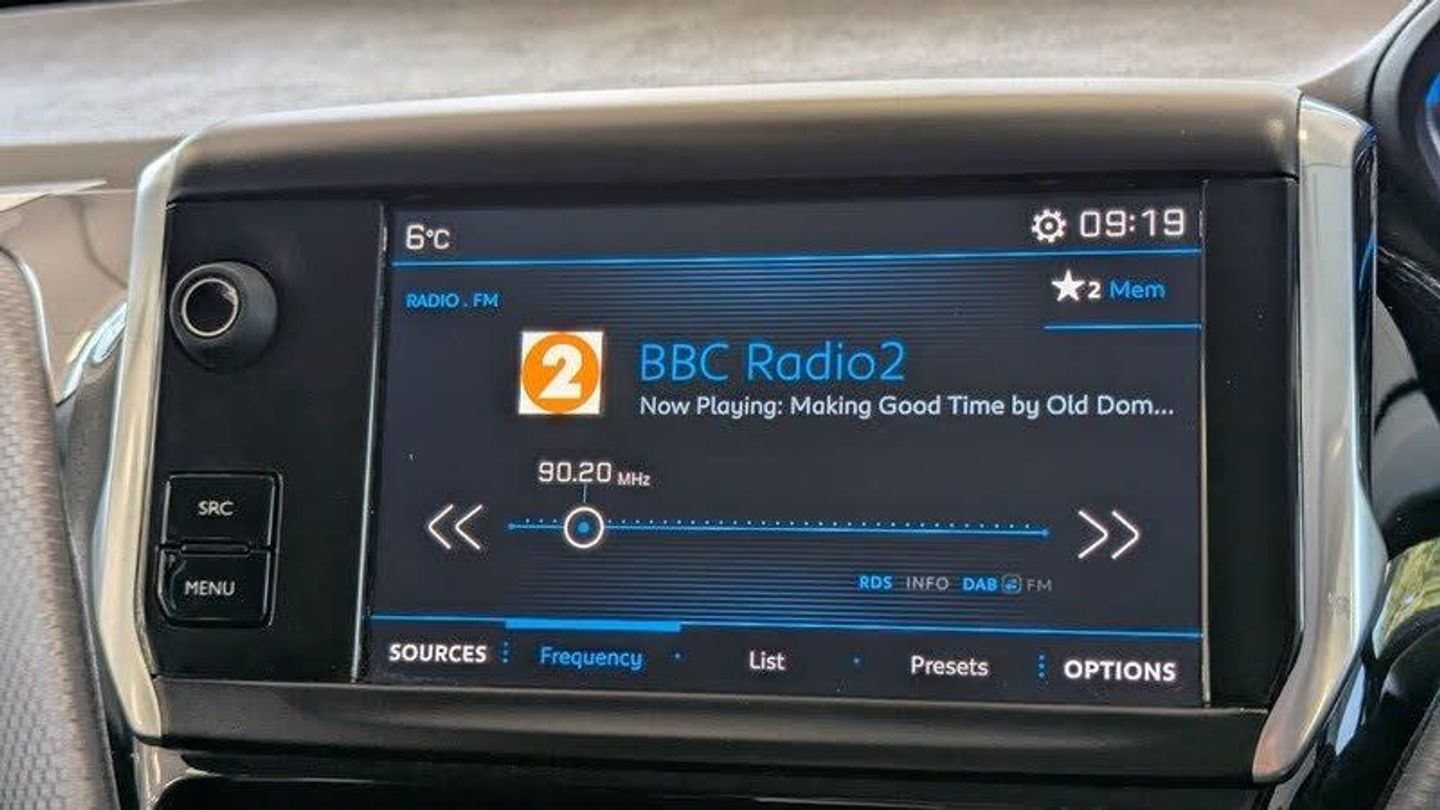 6°C
09:19
RADIO . FM
2 Mem
2
BBC Radio2
Now Playing: Making Good Time by Old Dom...
90.20 MHz
SRC
MENU
RDS INFO DAB FM
SOURCES Frequency List Presets OPTIONS